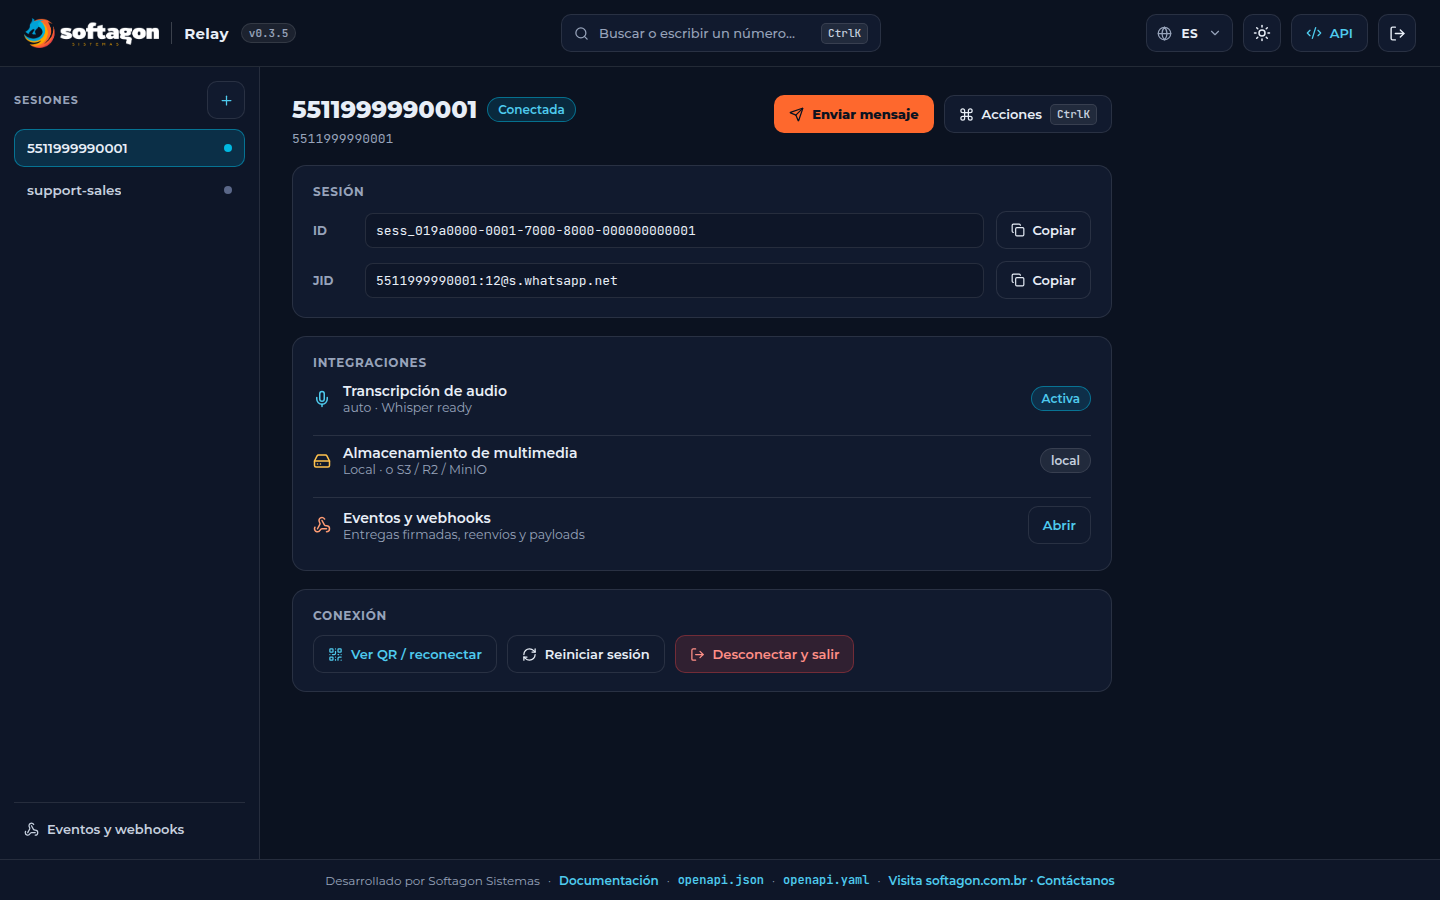 softagon
SISTEMAS
Relay
v0.3.5
Buscar o escribir un número...
CtrlK
ES
API
SESIONES
5511999990001
support-sales
Eventos y webhooks
5511999990001
Conectada
5511999990001
Enviar mensaje
Acciones CtrlK
SESIÓN
ID
sess_019a0000-0001-7000-8000-000000000001
Copiar
JID
5511999990001:12@s.whatsapp.net
Copiar
INTEGRACIONES
Transcripción de audio
auto · Whisper ready
Activa
Almacenamiento de multimedia
Local · o S3 / R2 / MinIO
local
Eventos y webhooks
Entregas firmadas, reenvíos y payloads
Abrir
CONEXIÓN
Ver QR / reconectar
Reiniciar sesión
Desconectar y salir
Desarrollado por Softagon Sistemas · Documentación · openapi.json · openapi.yaml · Visita softagon.com.br · Contáctanos